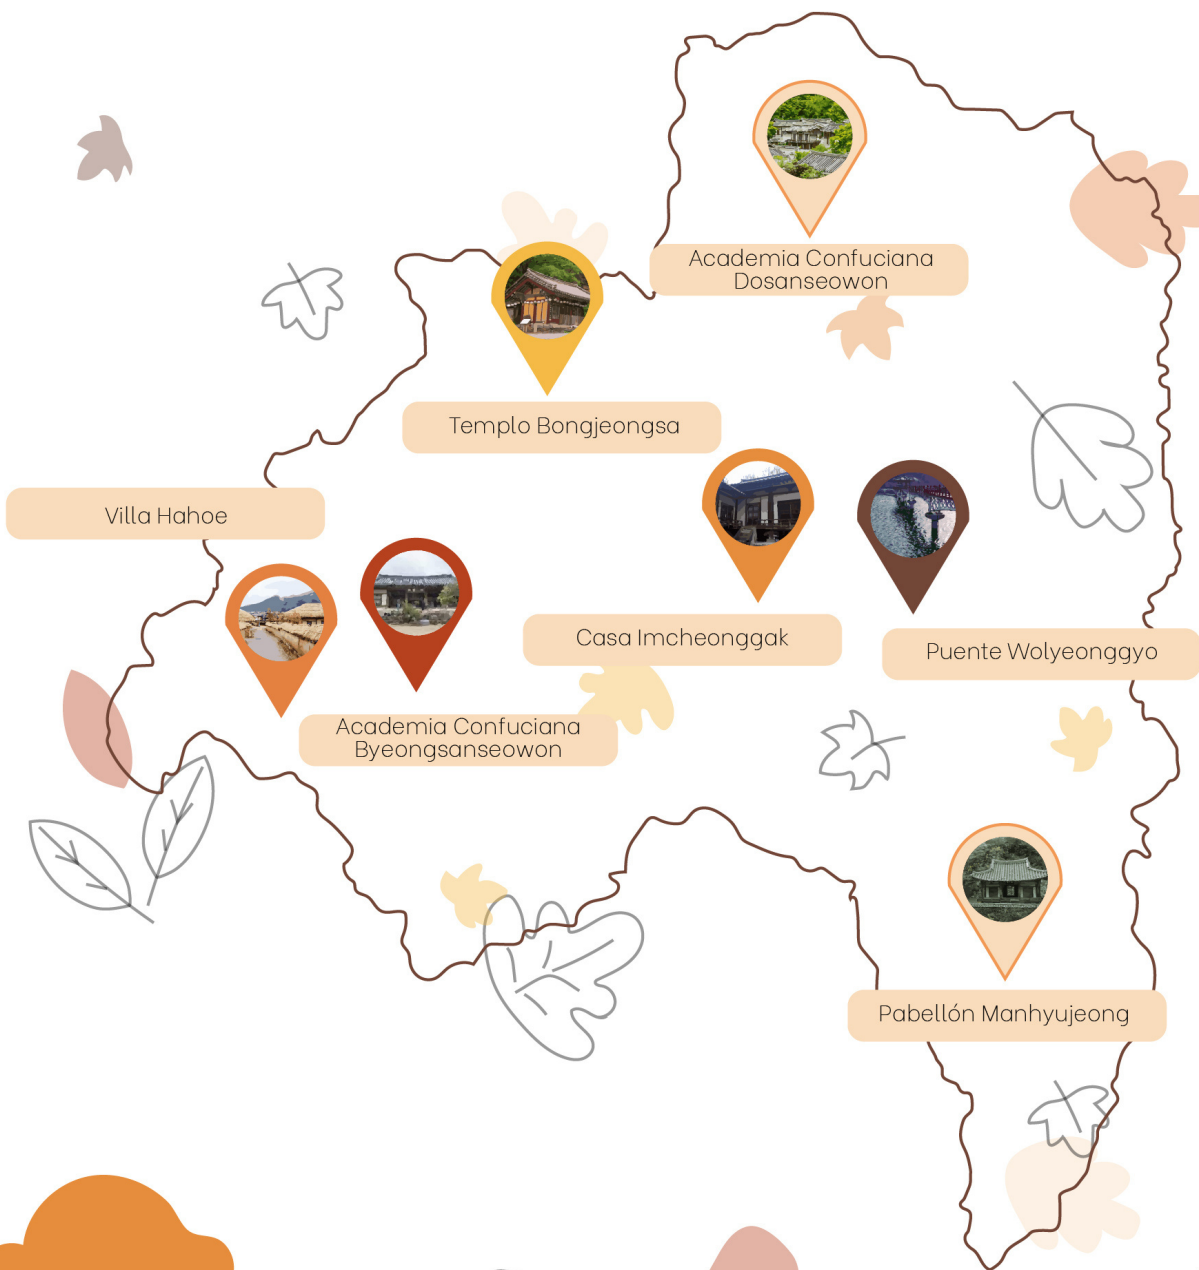 Academia Confuciana
Dosanseowon
Templo Bongjeongsa
Villa Hahoe
Casa Imcheonggak
Puente Wolyeonggyo
Academia Confuciana
Byeongsanseowon
Pabellón Manhyujeong